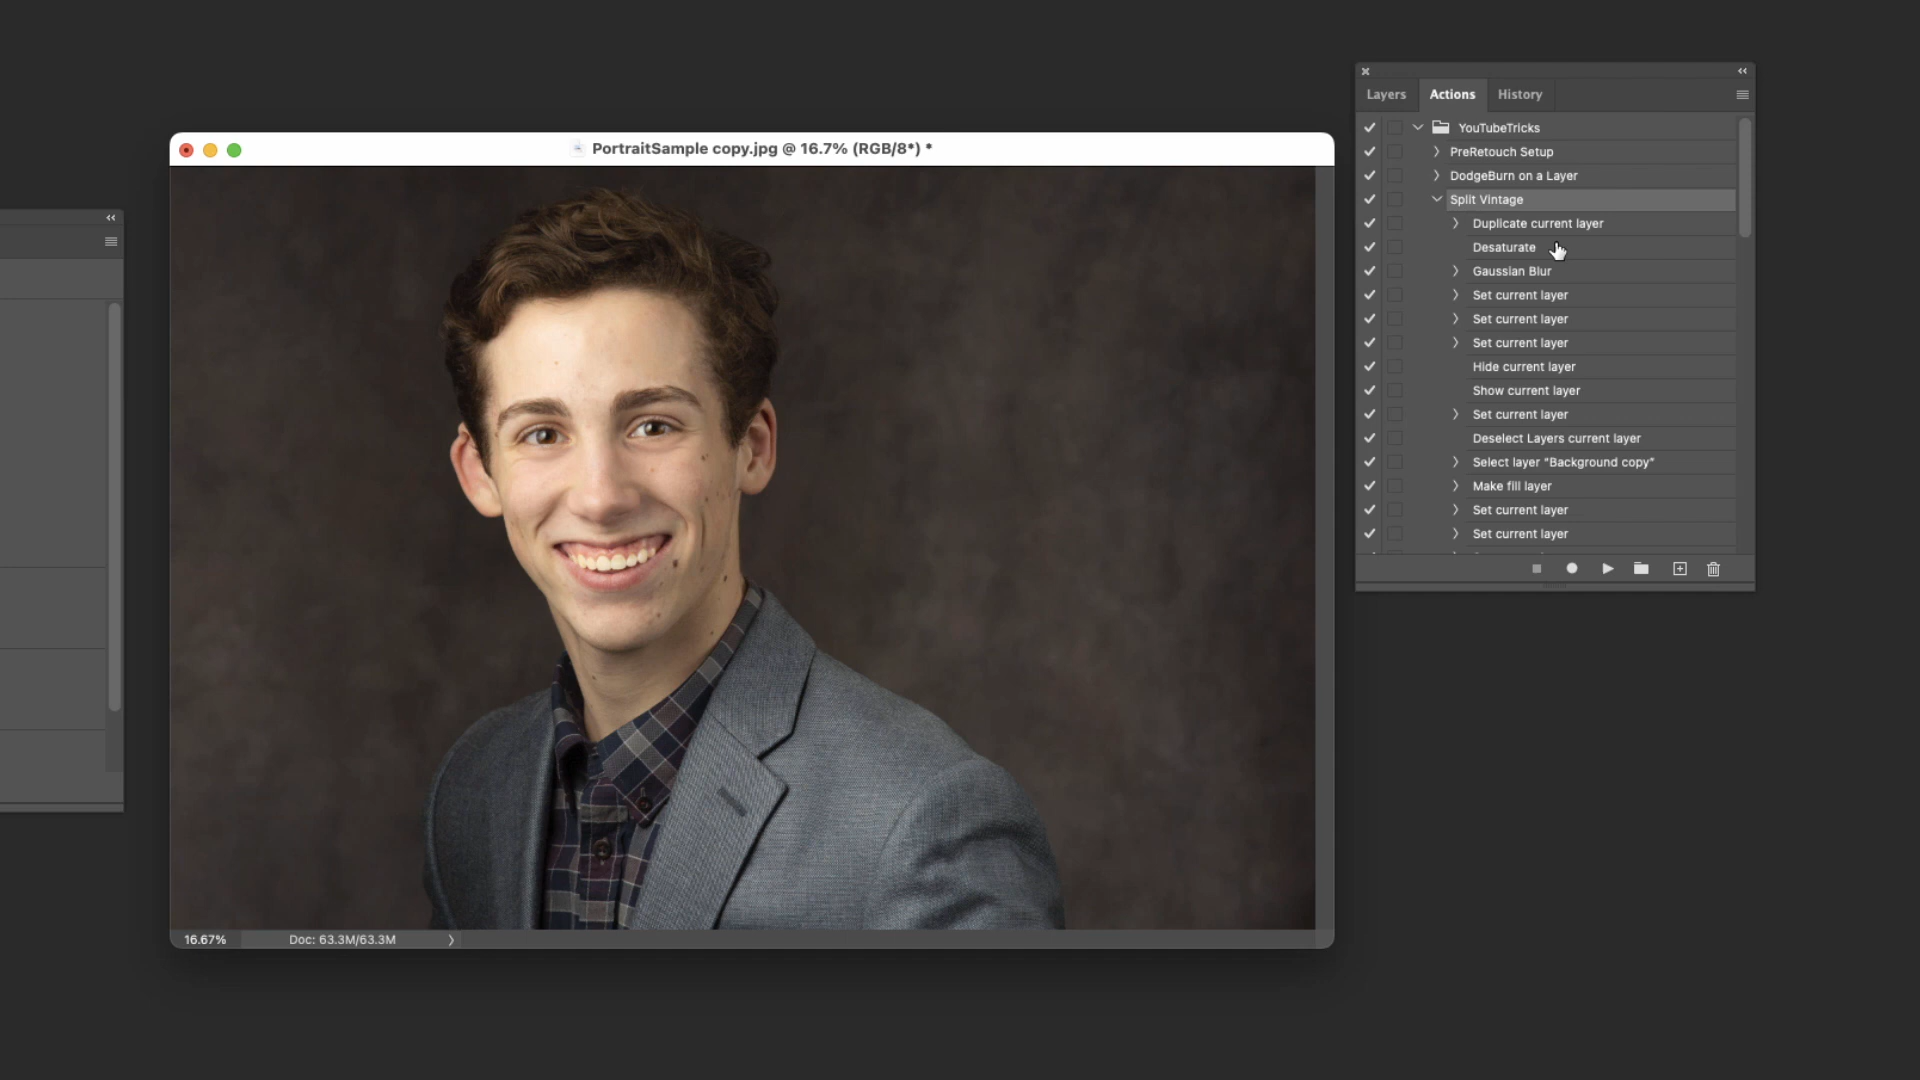 PortraitSample copy.jpg @ 16.7% (RGB/8*) *
16.67%
Doc: 63.3M/63.3M
Layers
Actions
History
YouTubeTricks
PreRetouch Setup
DodgeBurn on a Layer
Split Vintage
Duplicate current layer
Desaturate
Gaussian Blur
Set current layer
Set current layer
Set current layer
Hide current layer
Show current layer
Set current layer
Deselect Layers current layer
Select layer “Background copy”
Make fill layer
Set current layer
Set current layer